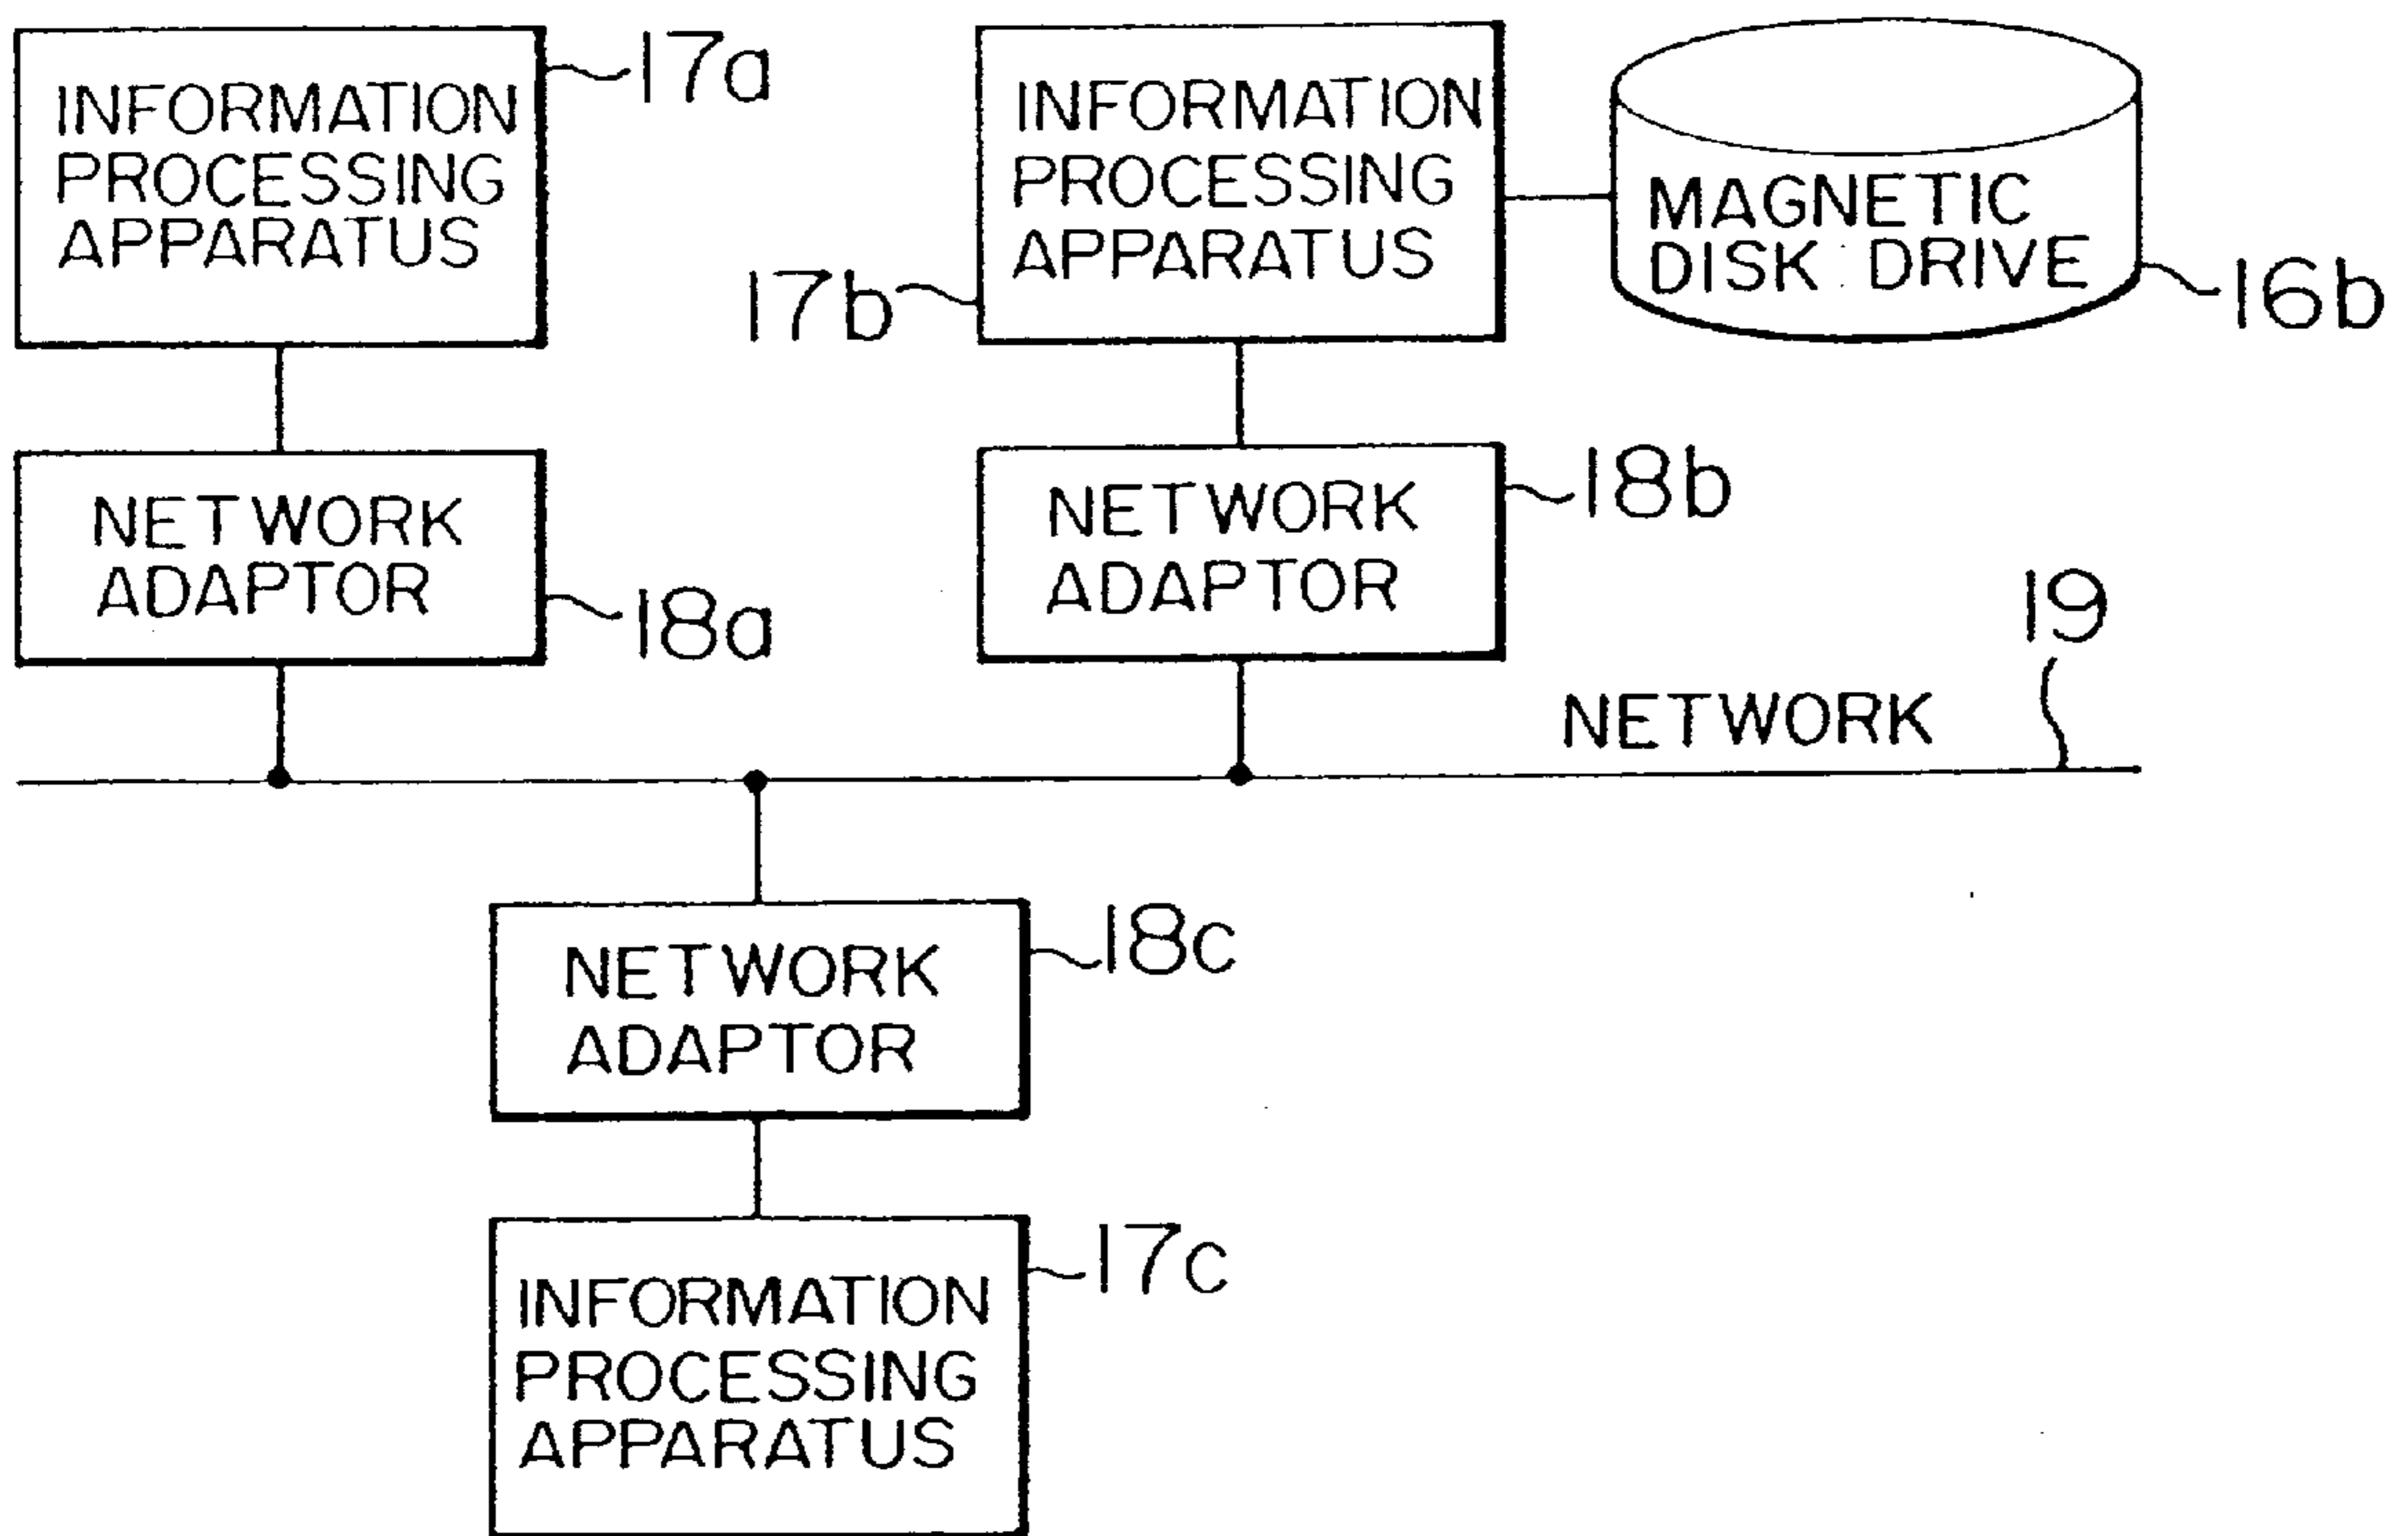 INFORMATION
PROCESSING
APPARATUS
17a
INFORMATION
PROCESSING
APPARATUS
17b
MAGNETIC
DISK DRIVE
16b
NETWORK
ADAPTOR
18a
NETWORK
ADAPTOR
18b
NETWORK
19
NETWORK
ADAPTOR
18c
INFORMATION
PROCESSING
APPARATUS
17c